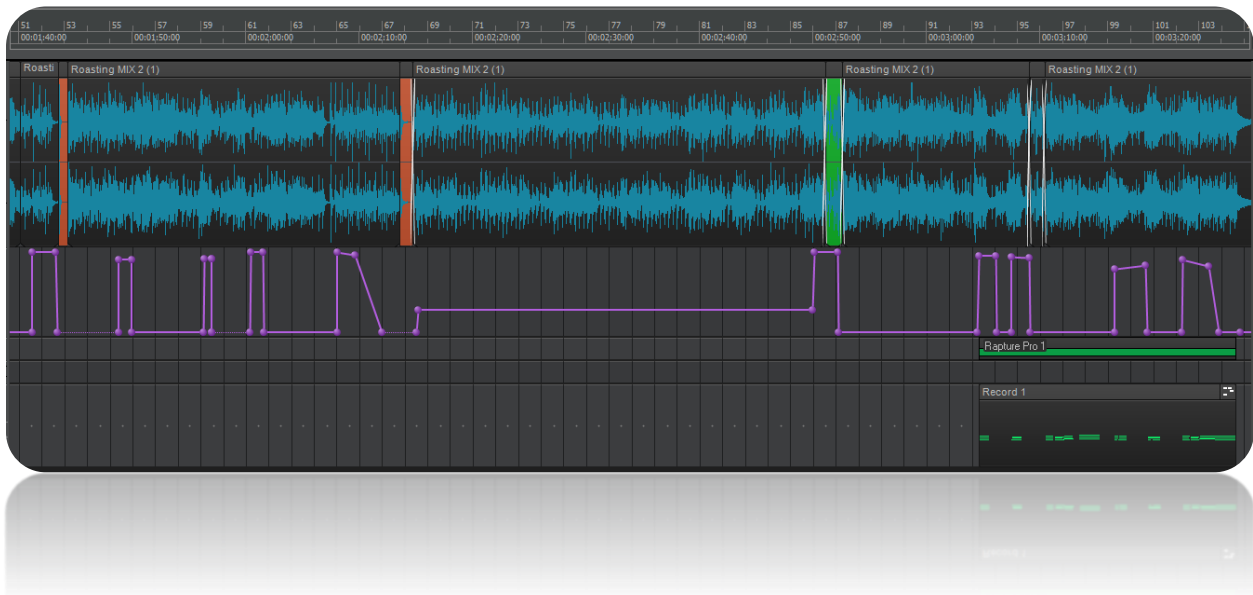 51 53 55 57 59 61 63 65 67 69 71 73 75 77 79 81 83 85 87 89 91 93 95 97 99 101 103
00:01:40:00 00:01:50:00 00:02:00:00 00:02:10:00 00:02:20:00 00:02:30:00 00:02:40:00 00:02:50:00 00:03:00:00 00:03:10:00 00:03:20:00
Roasti Roasting MIX 2 (1) Roasting MIX 2 (1) Roasting MIX 2 (1) Roasting MIX 2 (1)
Rapture Pro 1
Record 1